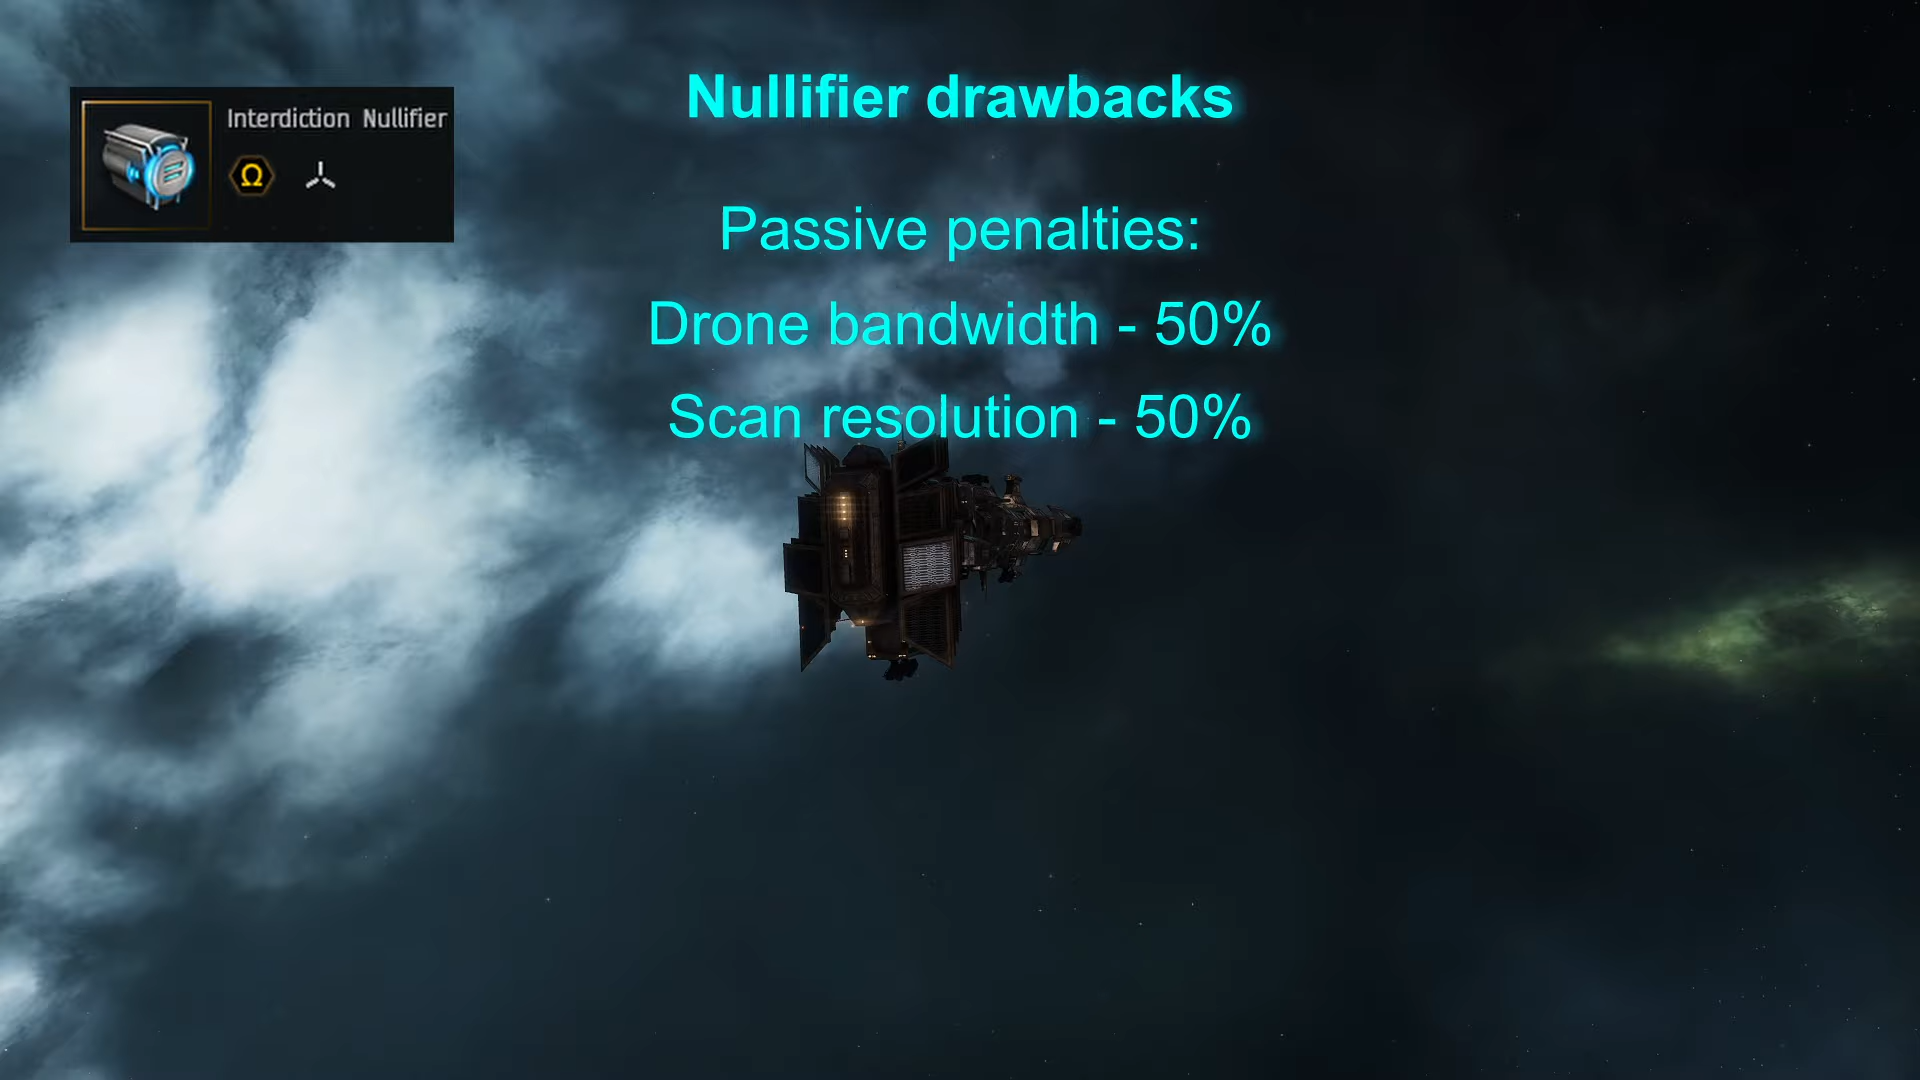 Nullifier drawbacks
Interdiction Nullifier
Ω
Passive penalties:
Drone bandwidth - 50%
Scan resolution - 50%